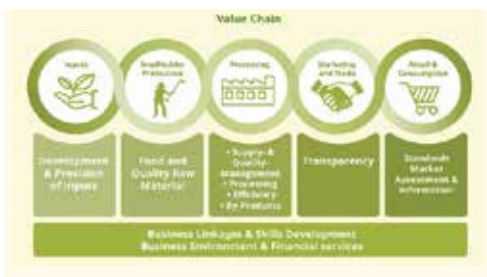 Value Chain
Inputs
Smallholder
Production
Processing
Marketing
and Trade
Retail &
Consumption
Development
& Provision
of Inputs
Food and
Quality Raw
Material
• Supply- &
Quality-
Management
• Processing
• Efficiency
• By-Products
Transparency
Standards
Market
Assessment &
Information
Business Linkages & Skills Development
Business Environment & Financial services